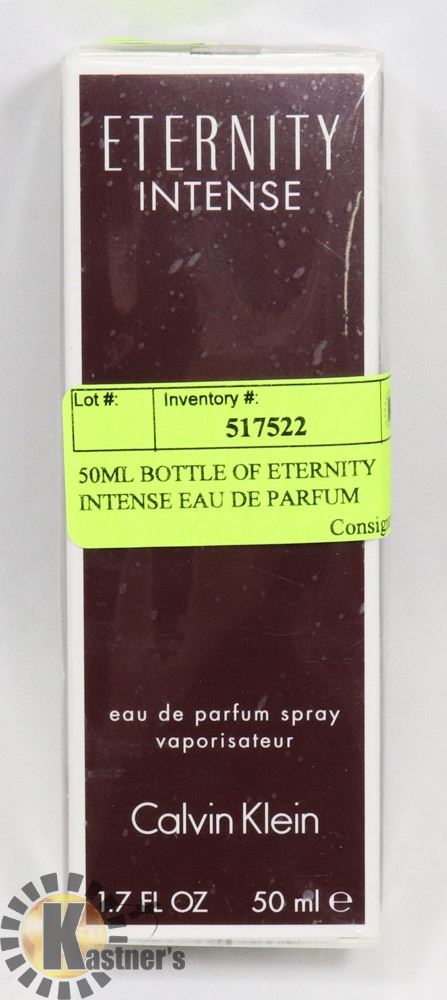 ETERNITY
INTENSE
Lot #: Inventory #:
517522
50ML BOTTLE OF ETERNITY
INTENSE EAU DE PARFUM
eau de parfum spray
vaporisateur
Calvin Klein
1.7 FL OZ 50 ml e
Kastner's